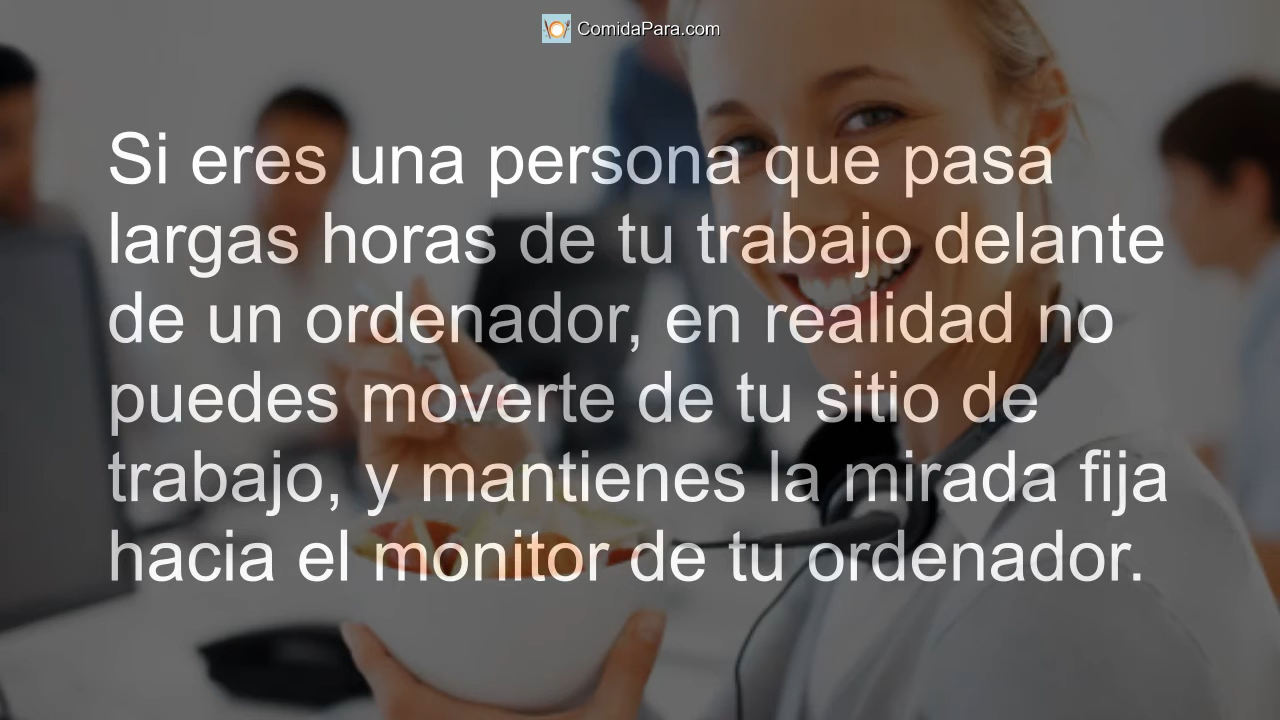 ComidaPara.com
Si eres una persona que pasa
largas horas de tu trabajo delante
de un ordenador, en realidad no
puedes moverte de tu sitio de
trabajo, y mantienes la mirada fija
hacia el monitor de tu ordenador.